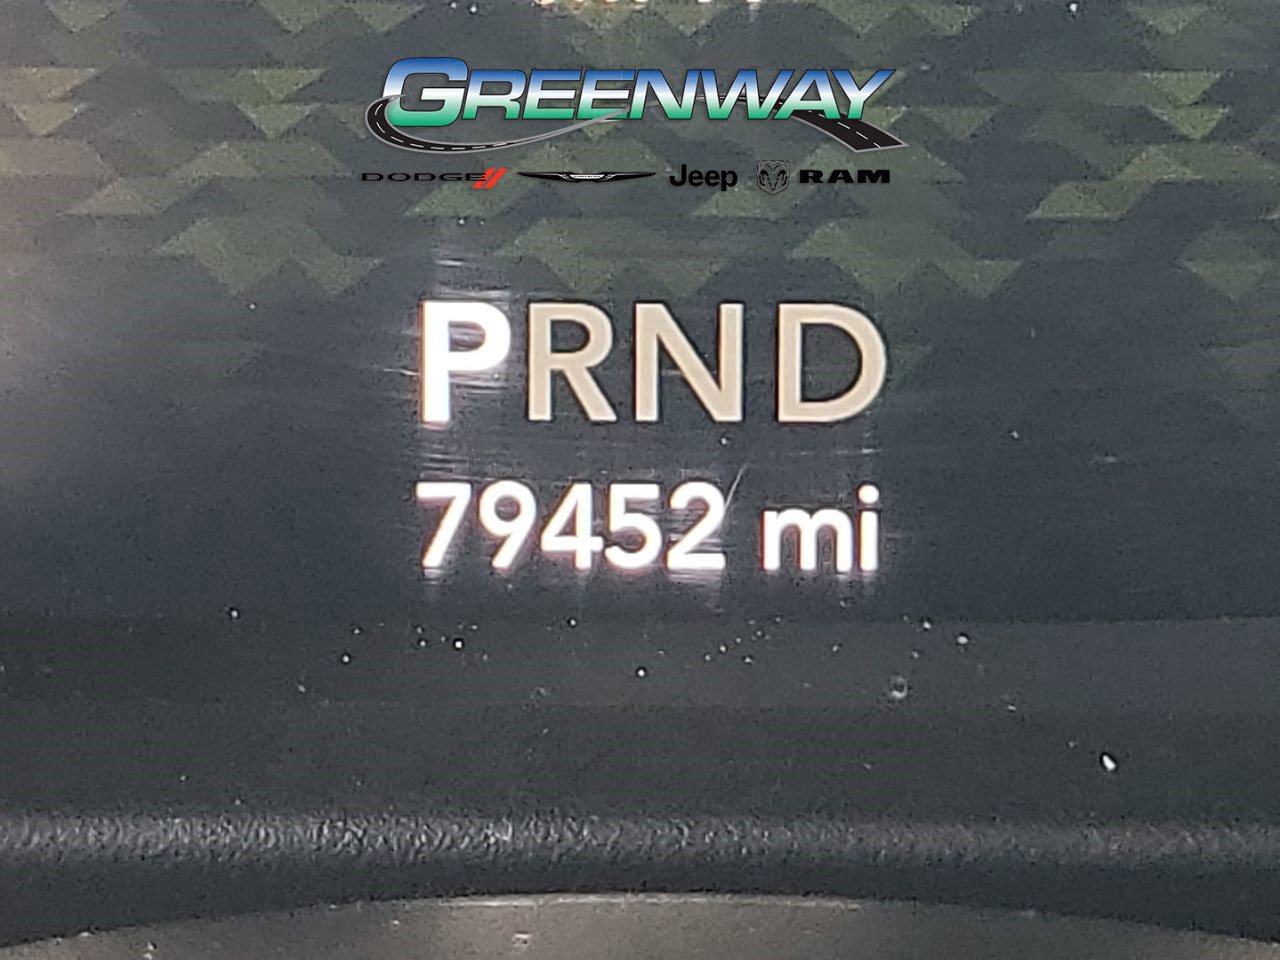 GREENWAY
DODGE Jeep RAM
PRND
79452 mi